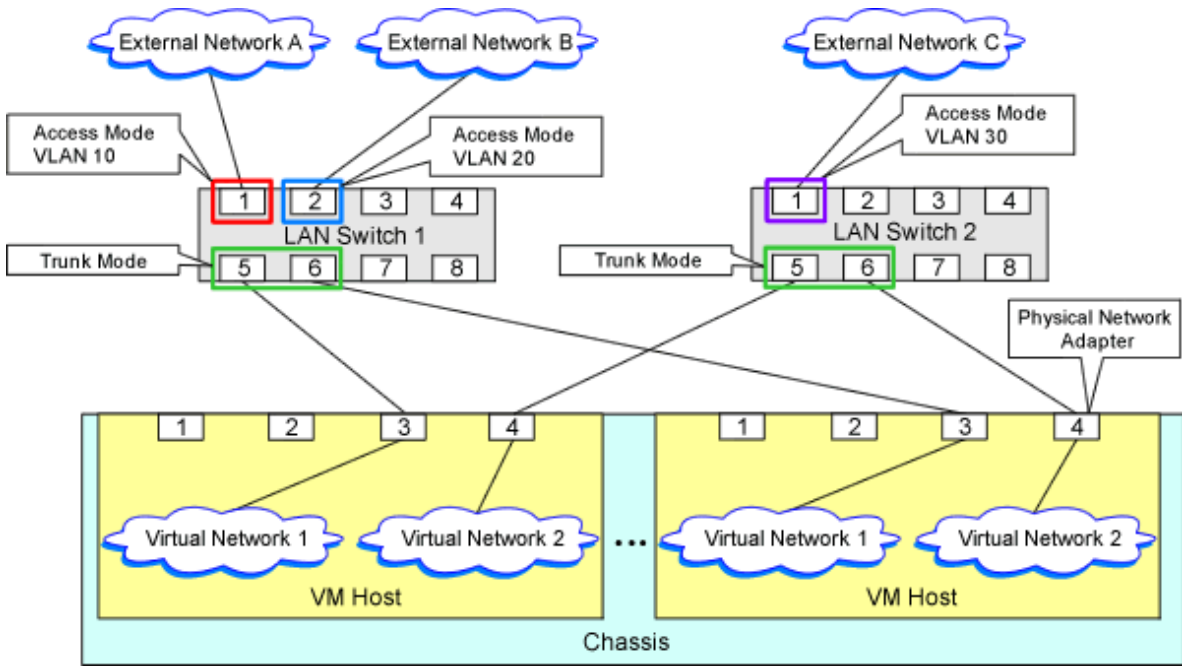 External Network A
External Network B
External Network C
Access Mode
VLAN 10
Access Mode
VLAN 20
Access Mode
VLAN 30
1
2
3
4
LAN Switch 1
Trunk Mode
5
6
7
8
1
2
3
4
LAN Switch 2
Trunk Mode
5
6
7
8
Physical Network
Adapter
1
2
3
4
Virtual Network 1
Virtual Network 2
VM Host
...
1
2
3
4
Virtual Network 1
Virtual Network 2
VM Host
Chassis